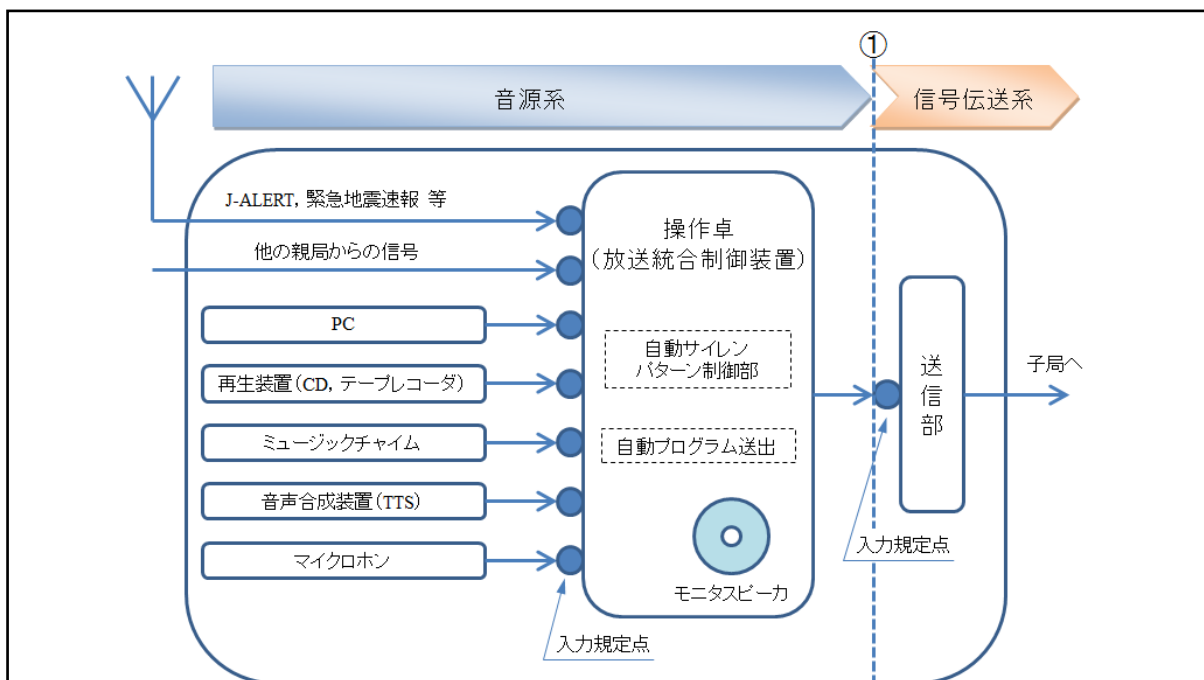 ①
音源系
信号伝送系
J-ALERT, 緊急地震速報 等
他の親局からの信号
操作卓
(放送統合制御装置)
PC
再生装置(CD, テープレコーダ)
ミュージックチャイム
音声合成装置(TTS)
マイクロホン
自動サイレン
パターン制御部
自動プログラム送出
モニタスピーカ
入力規定点
送信部
子局へ
入力規定点